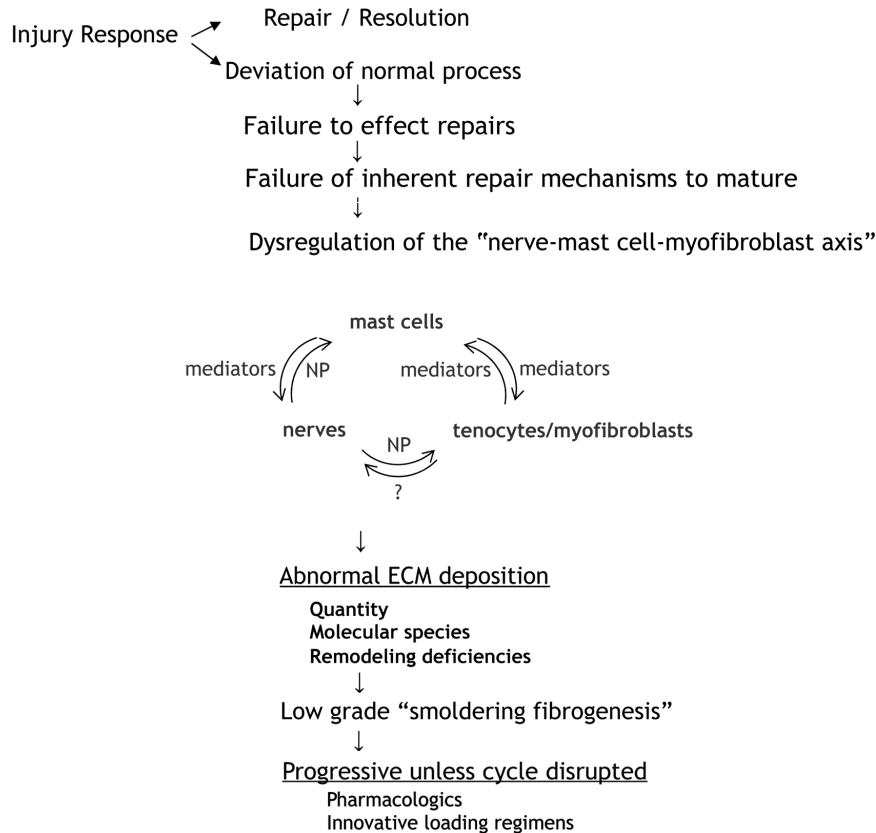 Repair / Resolution
Injury Response
Deviation of normal process
Failure to effect repairs
Failure of inherent repair mechanisms to mature
Dysregulation of the “nerve-mast cell-myofibroblast axis”
mast cells
mediators NP mediators mediators
nerves tenocytes/myofibroblasts
NP
?
Abnormal ECM deposition
Quantity
Molecular species
Remodeling deficiencies
Low grade “smoldering fibrogenesis”
Progressive unless cycle disrupted
Pharmacologics
Innovative loading regimens